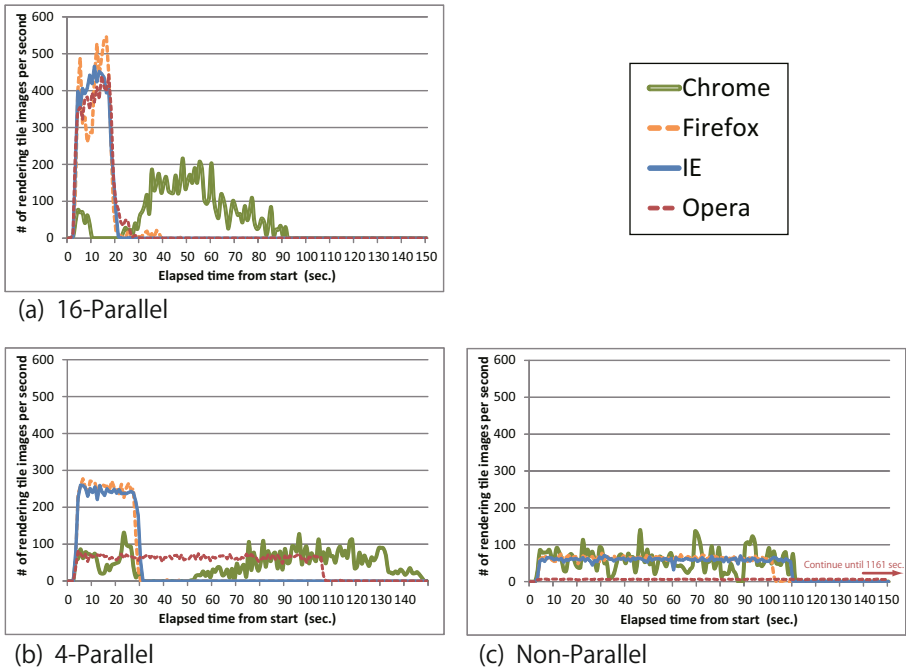 # of rendering tile images per second
600
500
400
300
200
100
0
0 10 20 30 40 50 60 70 80 90 100 110 120 130 140 150
Elapsed time from start (sec.)
(a) 16-Parallel
Chrome
Firefox
IE
Opera
# of rendering tile images per second
600
500
400
300
200
100
0
0 10 20 30 40 50 60 70 80 90 100 110 120 130 140
Elapsed time from start (sec.)
(b) 4-Parallel
# of rendering tile images per second
600
500
400
300
200
100
0
Continue until 1161 sec.
0 10 20 30 40 50 60 70 80 90 100 110 120 130 140 150
Elapsed time from start (sec.)
(c) Non-Parallel